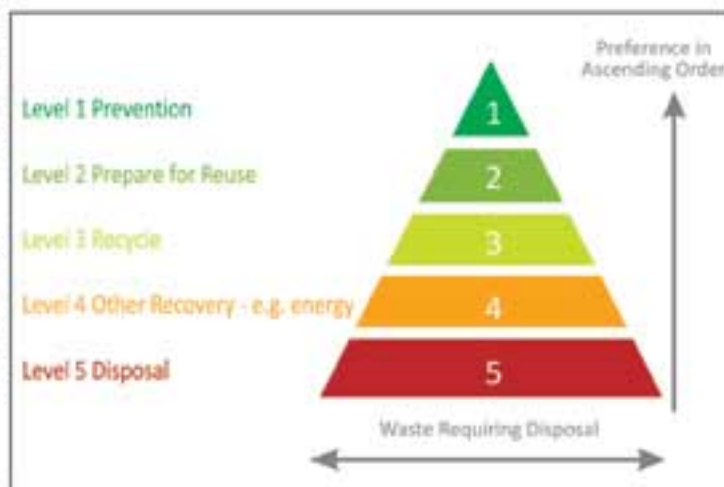 Preference in
Ascending Order
Level 1 Prevention
1
Level 2 Prepare for Reuse
2
Level 3 Recycle
3
Level 4 Other Recovery - e.g. energy
4
Level 5 Disposal
5
Waste Requiring Disposal